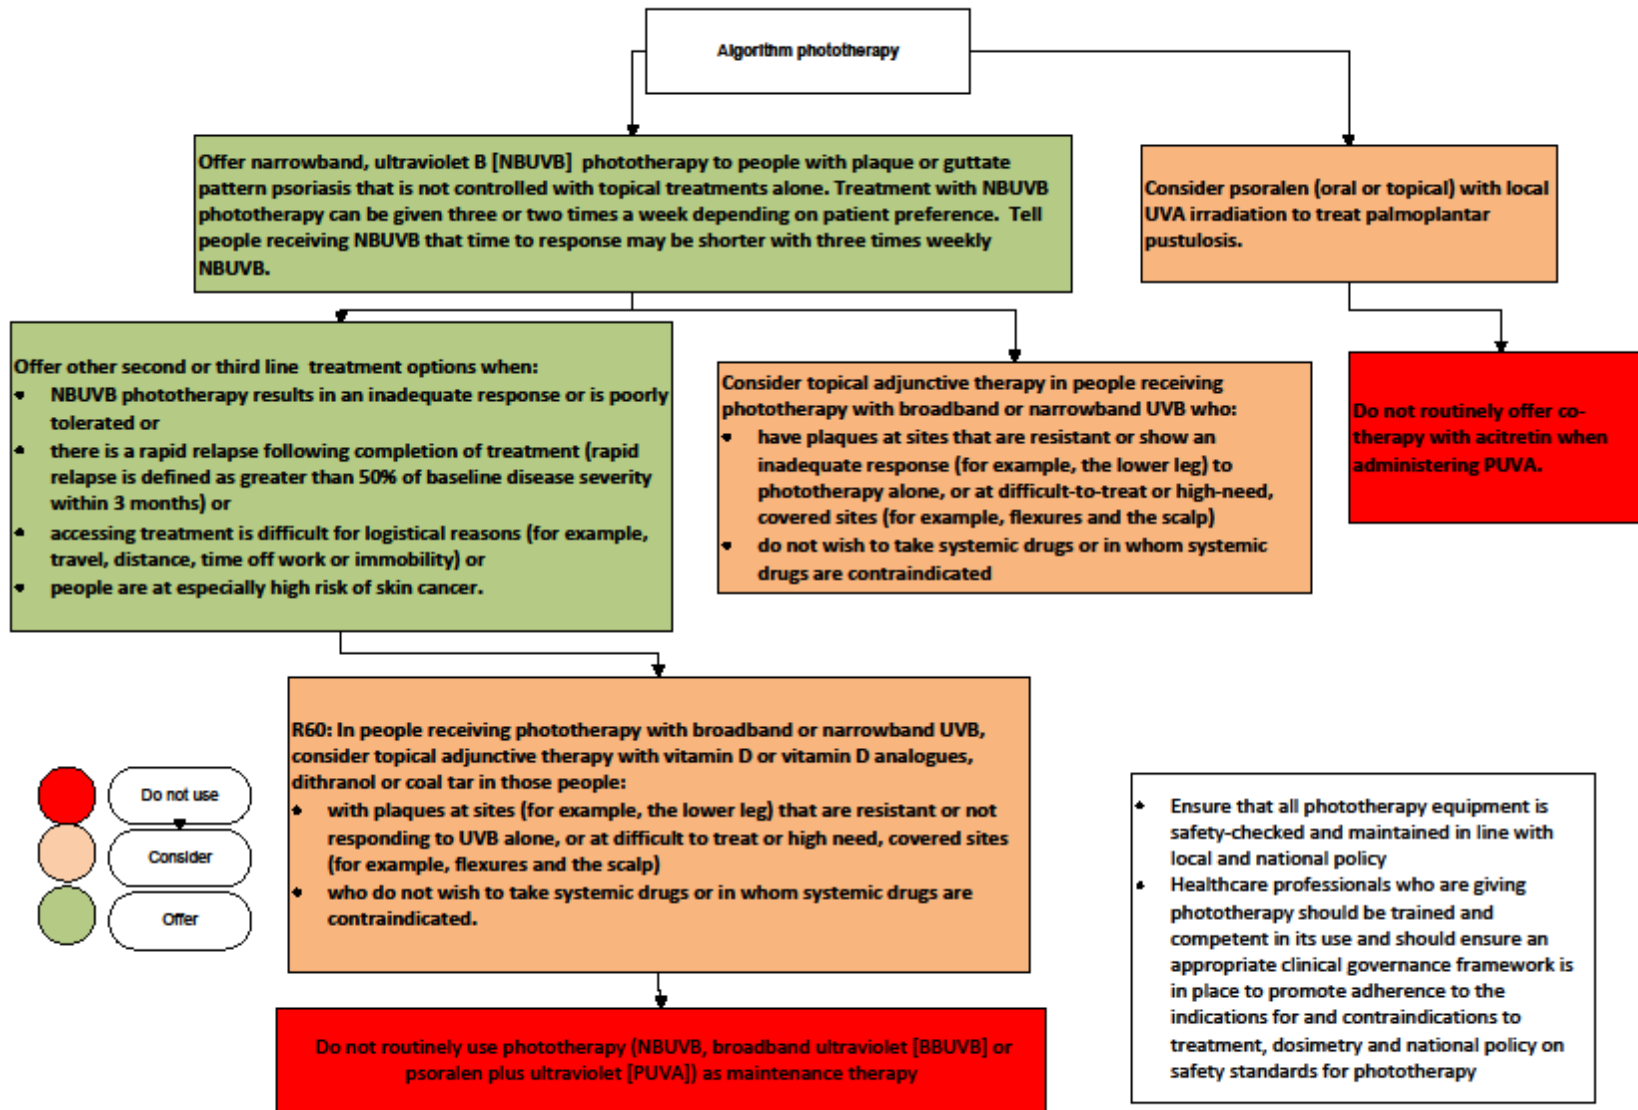 Algorithm phototherapy
Offer narrowband, ultraviolet B [NBUVB]  phototherapy to people with plaque or guttate
pattern psoriasis that is not controlled with topical treatments alone. Treatment with NBUVB
phototherapy can be given three or two times a week depending on patient preference.  Tell
people receiving NBUVB that time to response may be shorter with three times weekly
NBUVB.
Consider psoralen (oral or topical) with local
UVA irradiation to treat palmoplantar
pustulosis.
Offer other second or third line  treatment options when:
• NBUVB phototherapy results in an inadequate response or is poorly
tolerated or
• there is a rapid relapse following completion of treatment (rapid
relapse is defined as greater than 50% of baseline disease severity
within 3 months) or
• accessing treatment is difficult for logistical reasons (for example,
travel, distance, time off work or immobility) or
• people are at especially high risk of skin cancer.
Consider topical adjunctive therapy in people receiving
phototherapy with broadband or narrowband UVB who:
• have plaques at sites that are resistant or show an
inadequate response (for example, the lower leg) to
phototherapy alone, or at difficult-to-treat or high-need,
covered sites (for example, flexures and the scalp)
• do not wish to take systemic drugs or in whom systemic
drugs are contraindicated
Do not routinely offer co-
therapy with acitretin when
administering PUVA.
R60: In people receiving phototherapy with broadband or narrowband UVB,
consider topical adjunctive therapy with vitamin D or vitamin D analogues,
dithranol or coal tar in those people:
• with plaques at sites (for example, the lower leg) that are resistant or not
responding to UVB alone, or at difficult to treat or high need, covered sites
(for example, flexures and the scalp)
• who do not wish to take systemic drugs or in whom systemic drugs are
contraindicated.
Do not use
Consider
Offer
• Ensure that all phototherapy equipment is
safety-checked and maintained in line with
local and national policy
• Healthcare professionals who are giving
phototherapy should be trained and
competent in its use and should ensure an
appropriate clinical governance framework is
in place to promote adherence to the
indications for and contraindications to
treatment, dosimetry and national policy on
safety standards for phototherapy
Do not routinely use phototherapy (NBUVB, broadband ultraviolet [BBUVB] or
psoralen plus ultraviolet [PUVA]) as maintenance therapy